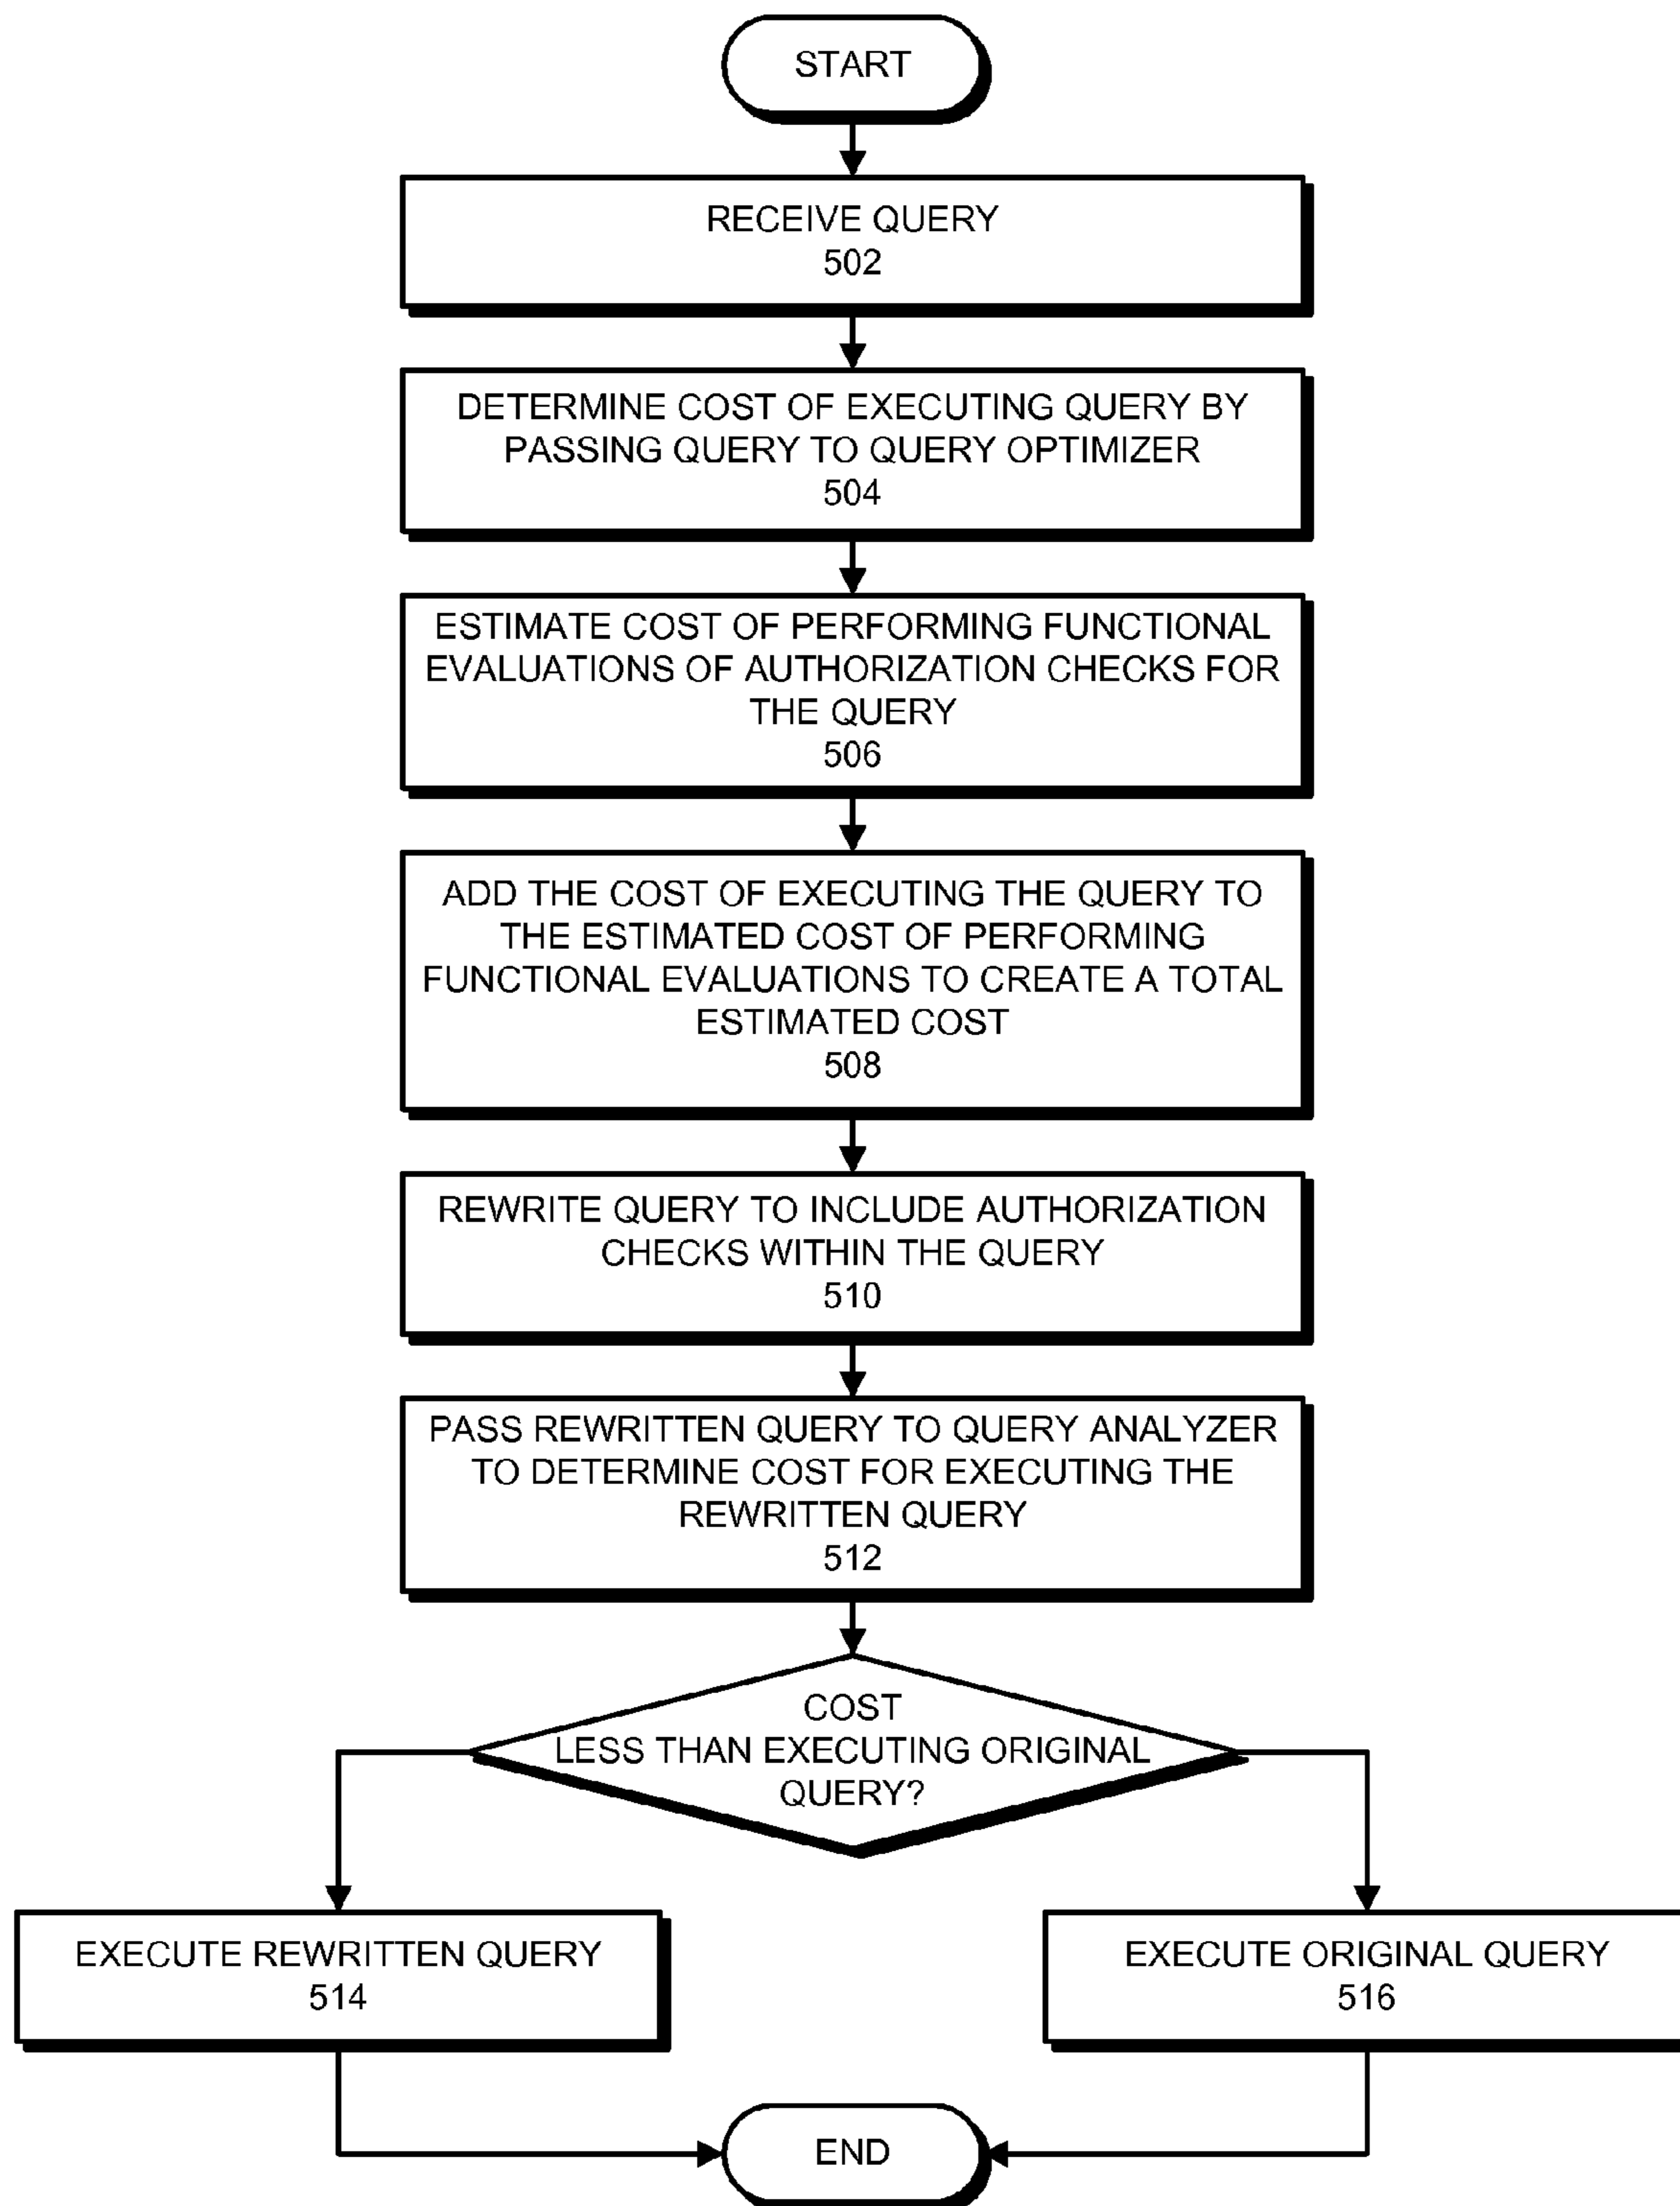 START
RECEIVE QUERY
502
DETERMINE COST OF EXECUTING QUERY BY
PASSING QUERY TO QUERY OPTIMIZER
504
ESTIMATE COST OF PERFORMING FUNCTIONAL
EVALUATIONS OF AUTHORIZATION CHECKS FOR
THE QUERY
506
ADD THE COST OF EXECUTING THE QUERY TO
THE ESTIMATED COST OF PERFORMING
FUNCTIONAL EVALUATIONS TO CREATE A TOTAL
ESTIMATED COST
508
REWRITE QUERY TO INCLUDE AUTHORIZATION
CHECKS WITHIN THE QUERY
510
PASS REWRITTEN QUERY TO QUERY ANALYZER
TO DETERMINE COST FOR EXECUTING THE
REWRITTEN QUERY
512
COST
LESS THAN EXECUTING ORIGINAL
QUERY?
EXECUTE REWRITTEN QUERY
514
EXECUTE ORIGINAL QUERY
516
END